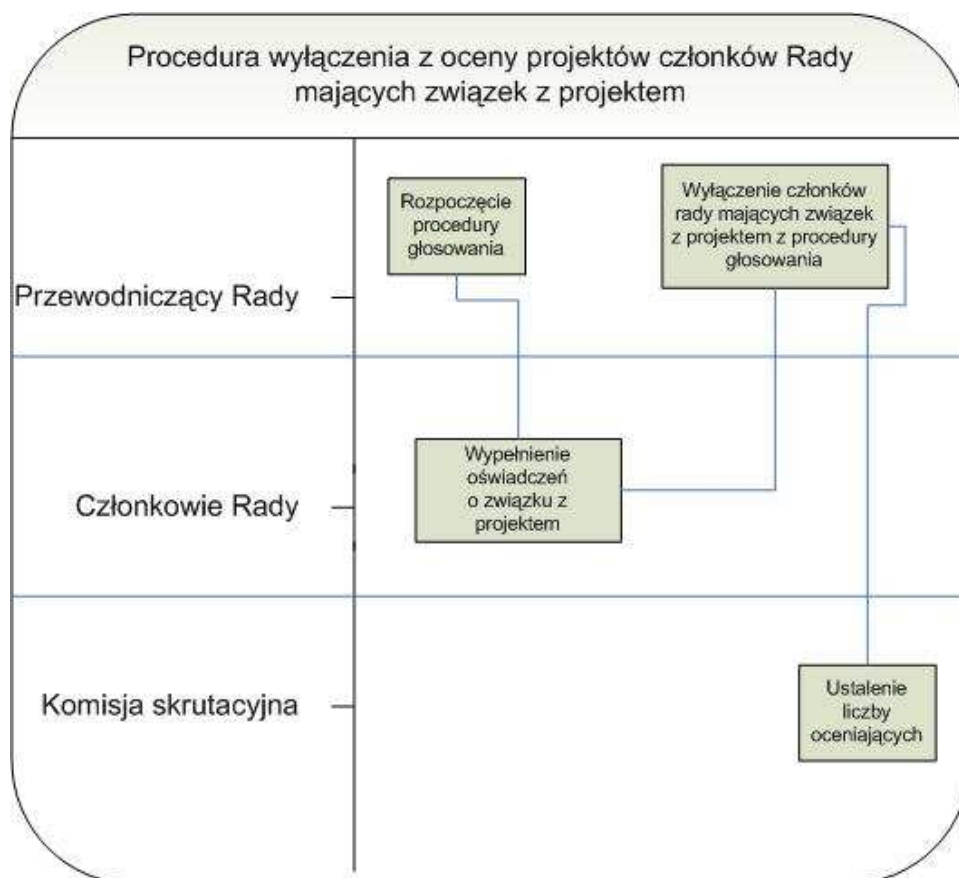 Procedura wyłączenia z oceny projektów członków Rady
mających związek z projektem
Rozpoczęcie
procedury
głosowania
Wyłączenie członków
rady mających związek
z projektem z procedury
głosowania
Przewodniczący Rady
Wypełnienie
oświadczeń
o związku z
projektem
Członkowie Rady
Komisja skrutacyjna
Ustalenie
liczby
oceniających